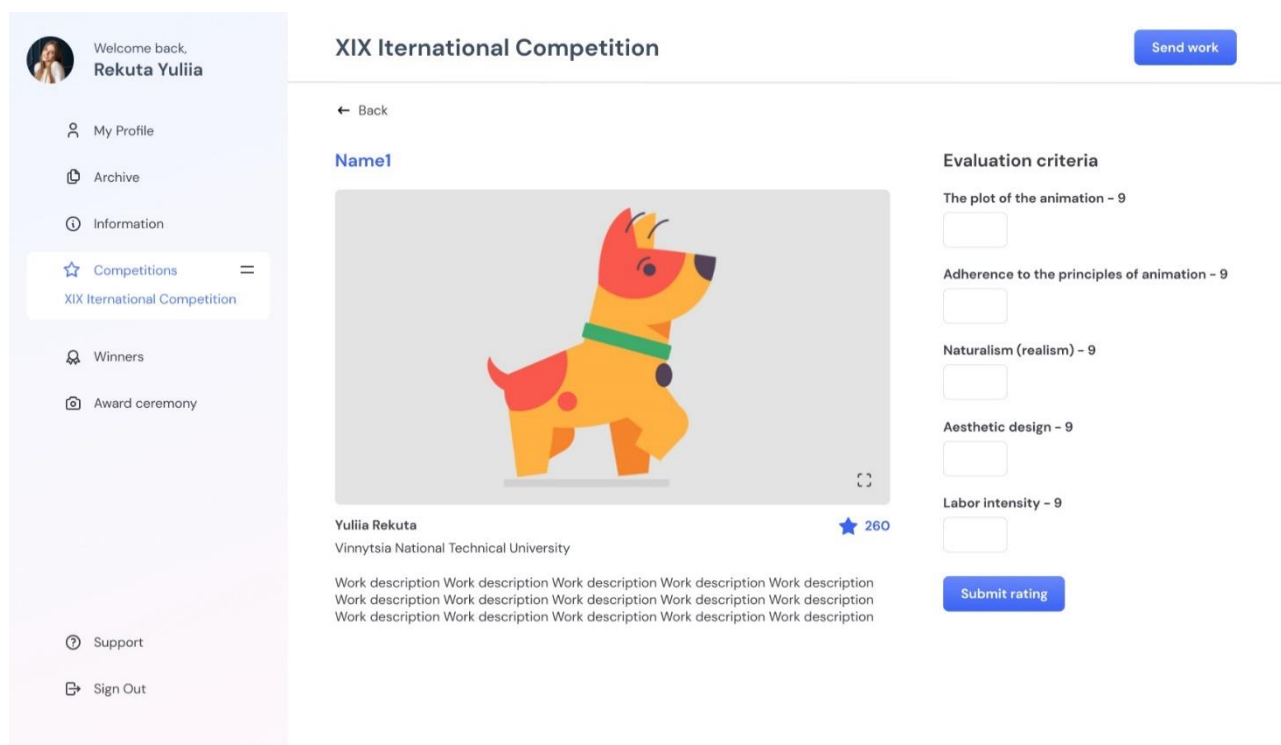 Welcome back,
Rekuta Yuliia
My Profile
Archive
Information
Competitions
XIX Iternational Competition
Winners
Award ceremony
Support
Sign Out
XIX Iternational Competition
Send work
← Back
Name1
Yuliia Rekuta
260
Vinnytsia National Technical University
Work description Work description Work description Work description Work description
Work description Work description Work description Work description Work description
Work description Work description Work description Work description Work description
Evaluation criteria
The plot of the animation - 9
Adherence to the principles of animation - 9
Naturalism (realism) - 9
Aesthetic design - 9
Labor intensity - 9
Submit rating